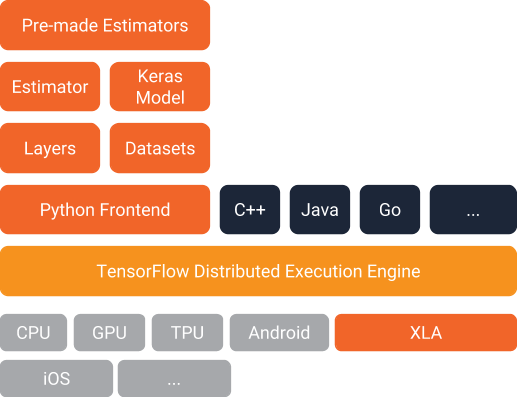 Pre-made Estimators
Estimator
Keras
Model
Layers
Datasets
Python Frontend
C++
Java
Go
...
TensorFlow Distributed Execution Engine
CPU
GPU
TPU
Android
XLA
iOS
...